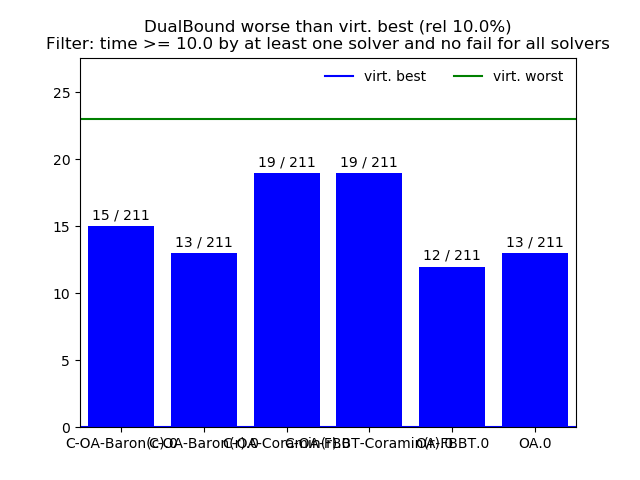 DualBound worse than virt. best (rel 10.0%)
Filter: time >= 10.0 by at least one solver and no fail for all solvers
virt. best
virt. worst
25
20
15
10
5
0
15 / 211
13 / 211
19 / 211
19 / 211
12 / 211
13 / 211
OA.0